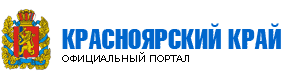 КРАСНОЯРСКИЙ КРАЙ
ОФИЦИАЛЬНЫЙ ПОРТАЛ